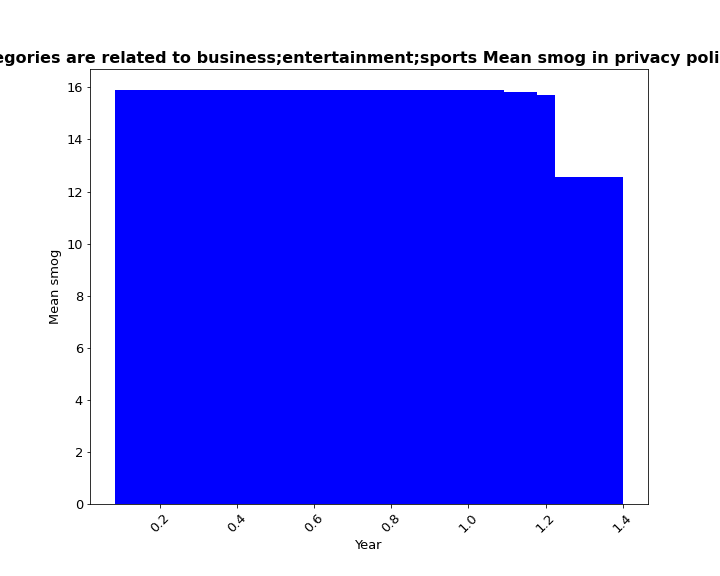 egories are related to business;entertainment;sports Mean smog in privacy poli
16
14
12
10
8
6
4
2
0
Mean smog
0.2 0.4 0.6 0.8 1.0 1.2 1.4
Year